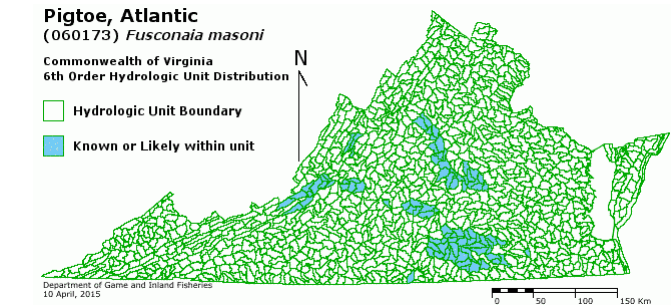 Pigtoe, Atlantic
(060173) Fusconaia masoni
Commonwealth of Virginia
6th Order Hydrologic Unit Distribution
N
Hydrologic Unit Boundary
Known or Likely within unit
Department of Game and Inland Fisheries
10 April, 2015
0 50 100 150 Km